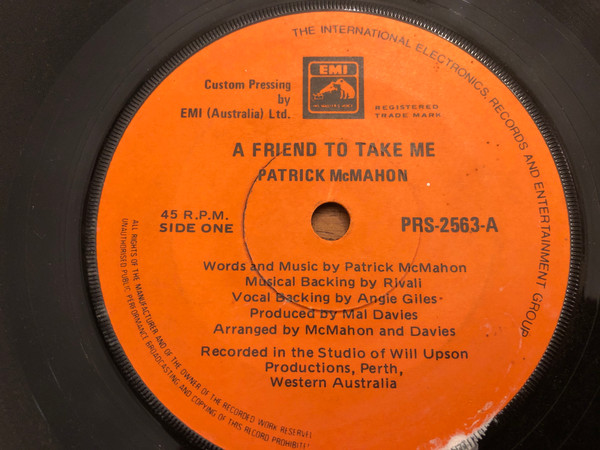 THE INTERNATIONAL ELECTRONICS, RECORDS AND ENTERTAINMENT GROUP
EMI
Custom Pressing
by
EMI (Australia) Ltd.
REGISTERED
TRADE MARK
A FRIEND TO TAKE ME
PATRICK McMAHON
45 R.P.M.
SIDE ONE
PRS-2563-A
Words and Music by Patrick McMahon
Musical Backing by Rivali
Vocal Backing by Angie Giles
Produced by Mal Davies
Arranged by McMahon and Davies
Recorded in the Studio of Will Upson
Productions, Perth,
Western Australia
ALL RIGHTS OF THE MANUFACTURER AND OF THE OWNER OF THE RECORDED WORK RESERVE
UNAUTHORISED PUBLIC PERFORMANCE BROADCASTING AND COPYING OF THIS RECORD PROHIBITE